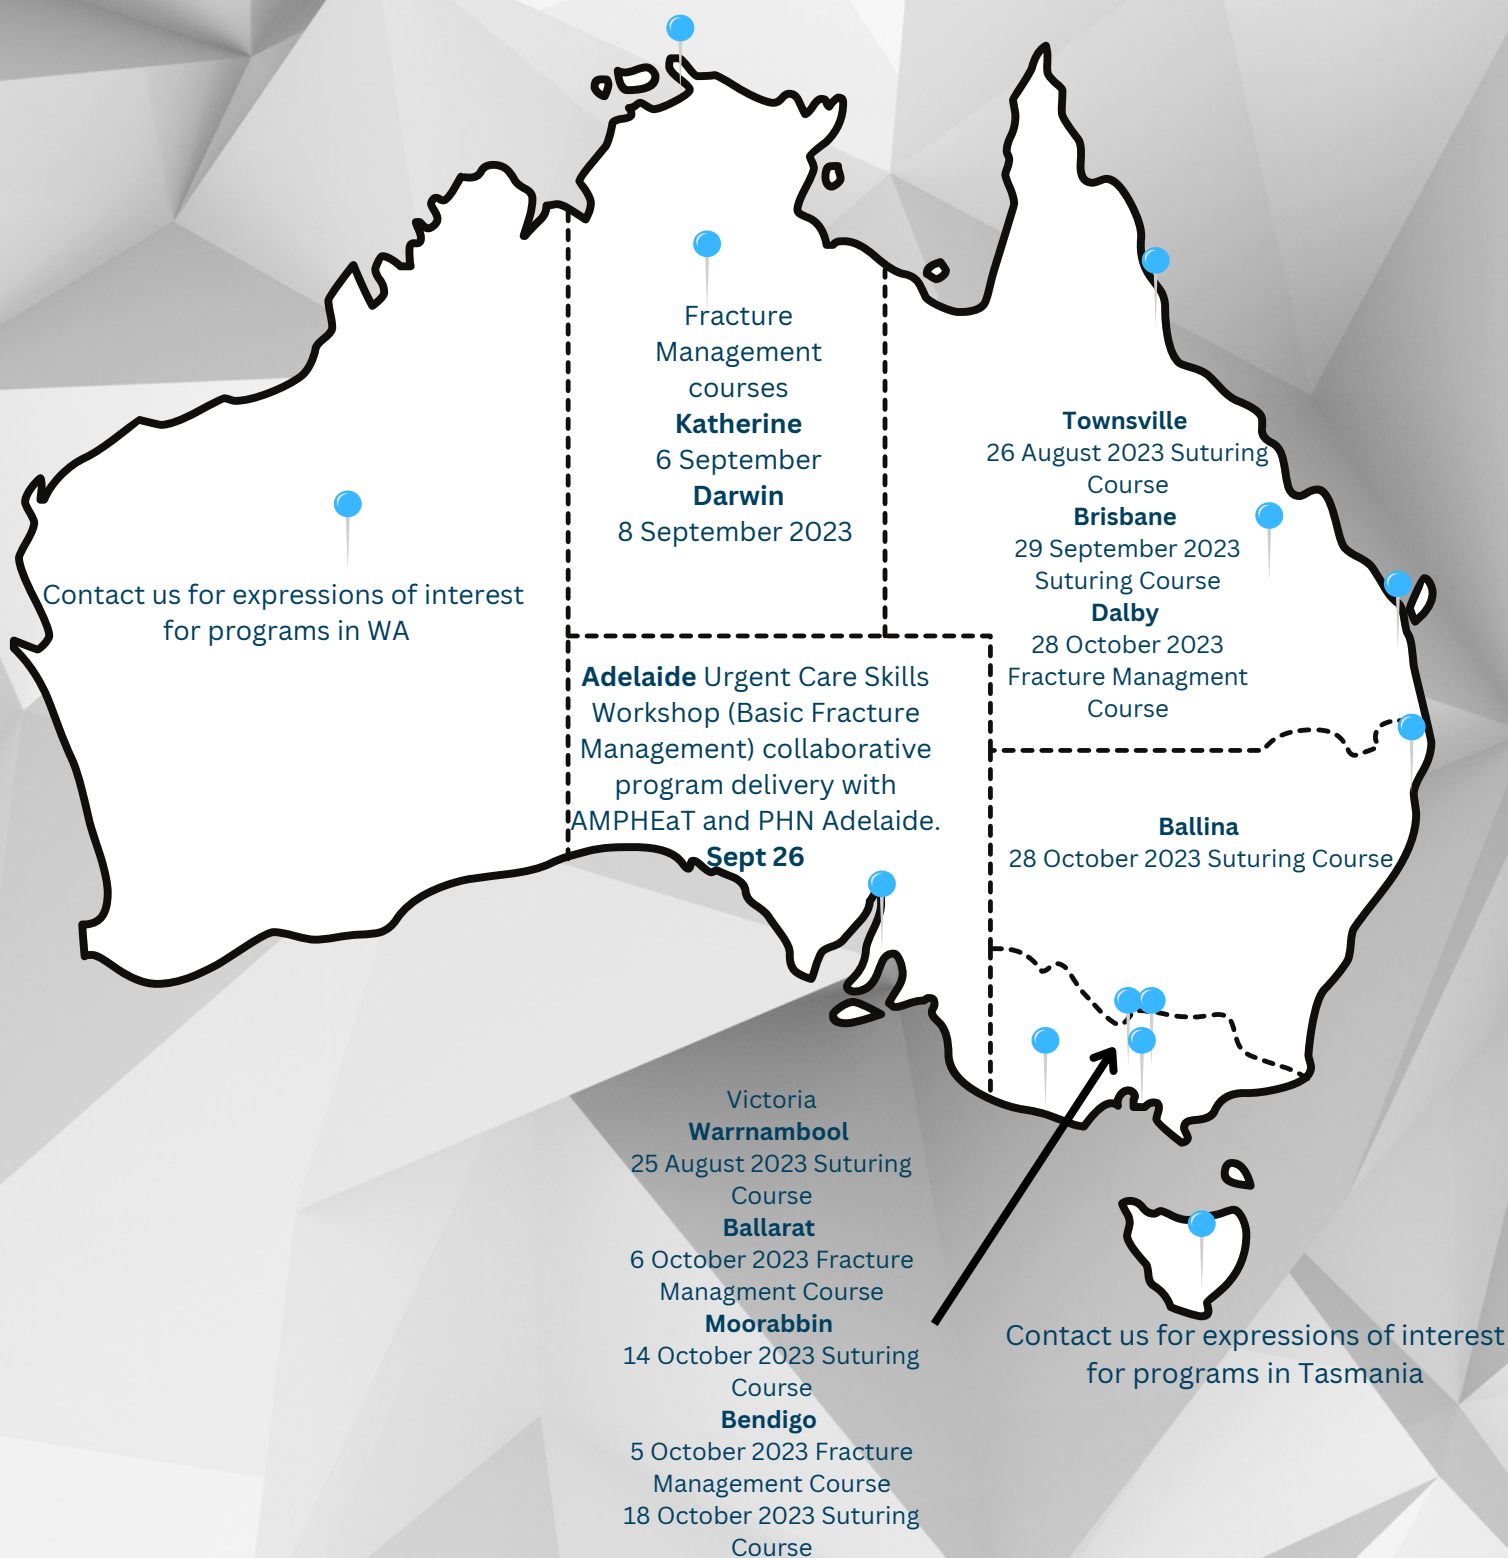 Fracture
Management
courses
Katherine
6 September
Darwin
8 September 2023
Townsville
26 August 2023 Suturing
Course
Brisbane
29 September 2023
Suturing Course
Dalby
28 October 2023
Fracture Managment
Course
Contact us for expressions of interest
for programs in WA
Adelaide Urgent Care Skills
Workshop (Basic Fracture
Management) collaborative
program delivery with
AMPHEaT and PHN Adelaide.
Sept 26
Ballina
28 October 2023 Suturing Course
Victoria
Warrnambool
25 August 2023 Suturing
Course
Ballarat
6 October 2023 Fracture
Managment Course
Moorabbin
14 October 2023 Suturing
Course
Bendigo
5 October 2023 Fracture
Management Course
18 October 2023 Suturing
Course
Contact us for expressions of interest
for programs in Tasmania